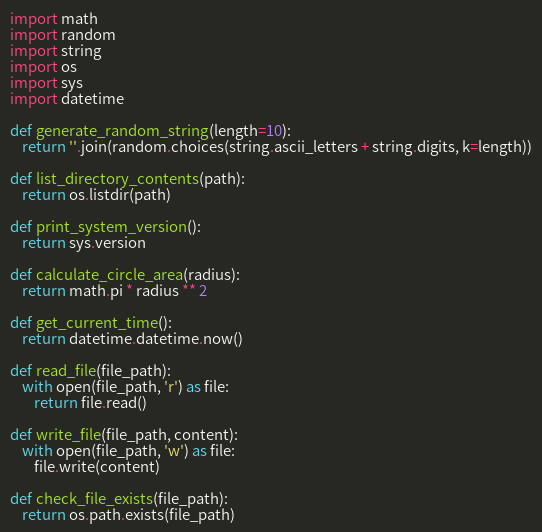 import math
import random
import string
import os
import sys
import datetime

def generate_random_string(length=10):
    return ''.join(random.choices(string.ascii_letters + string.digits, k=length))

def list_directory_contents(path):
    return os.listdir(path)

def print_system_version():
    return sys.version

def calculate_circle_area(radius):
    return math.pi * radius ** 2

def get_current_time():
    return datetime.datetime.now()

def read_file(file_path):
    with open(file_path, 'r') as file:
        return file.read()

def write_file(file_path, content):
    with open(file_path, 'w') as file:
        file.write(content)

def check_file_exists(file_path):
    return os.path.exists(file_path)